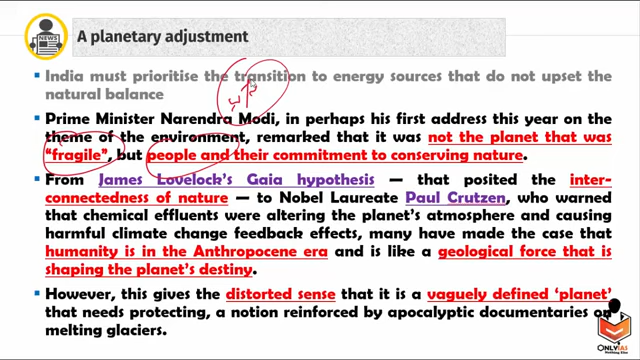 NEWS
A planetary adjustment
India must prioritise the transition to energy sources that do not upset the
natural balance
Prime Minister Narendra Modi, in perhaps his first address this year on the
theme of the environment, remarked that it was not the planet that was
“fragile”, but people and their commitment to conserving nature.
From James Lovelock’s Gaia hypothesis — that posited the inter-
connectedness of nature — to Nobel Laureate Paul Crutzen, who warned
that chemical effluents were altering the planet’s atmosphere and causing
harmful climate change feedback effects, many have made the case that
humanity is in the Anthropocene era and is like a geological force that is
shaping the planet’s destiny.
However, this gives the distorted sense that it is a vaguely defined ‘planet’
that needs protecting, a notion reinforced by apocalyptic documentaries on
melting glaciers.
ONLYIAS
Nothing Else